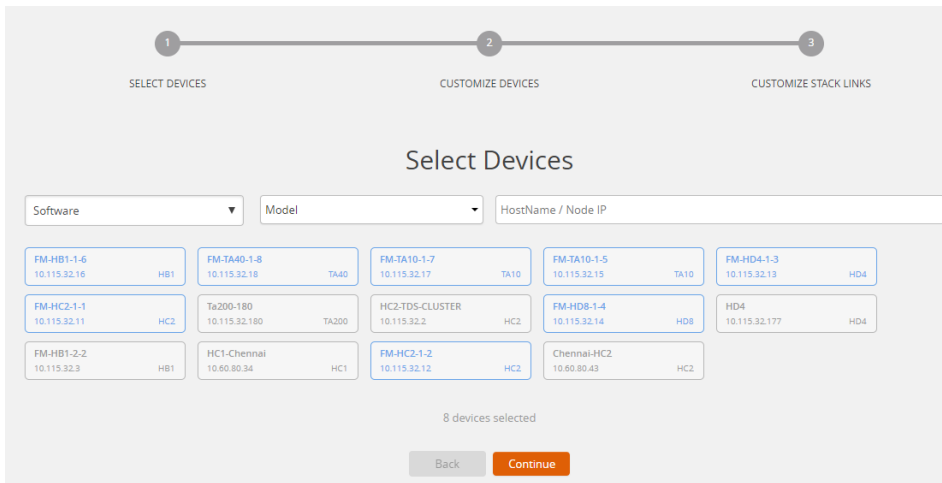 1 2 3
SELECT DEVICES CUSTOMIZE DEVICES CUSTOMIZE STACK LINKS
Select Devices
Software Model HostName / Node IP
FM-HB1-1-6 FM-TA40-1-8 FM-TA10-1-7 FM-TA10-1-5 FM-HD4-1-3
10.115.32.16 HB1 10.115.32.18 TA40 10.115.32.17 TA10 10.115.32.15 TA10 10.115.32.13 HD4
FM-HC2-1-1 Ta200-180 HC2-TDS-CLUSTER FM-HD8-1-4 HD4
10.115.32.11 HC2 10.115.32.180 TA200 10.115.32.2 HC2 10.115.32.14 HD8 10.115.32.177 HD4
FM-HB1-2-2 HC1-Chennai FM-HC2-1-2 Chennai-HC2
10.115.32.3 HB1 10.60.80.34 HC1 10.115.32.12 HC2 10.60.80.43 HC2
8 devices selected
Back Continue